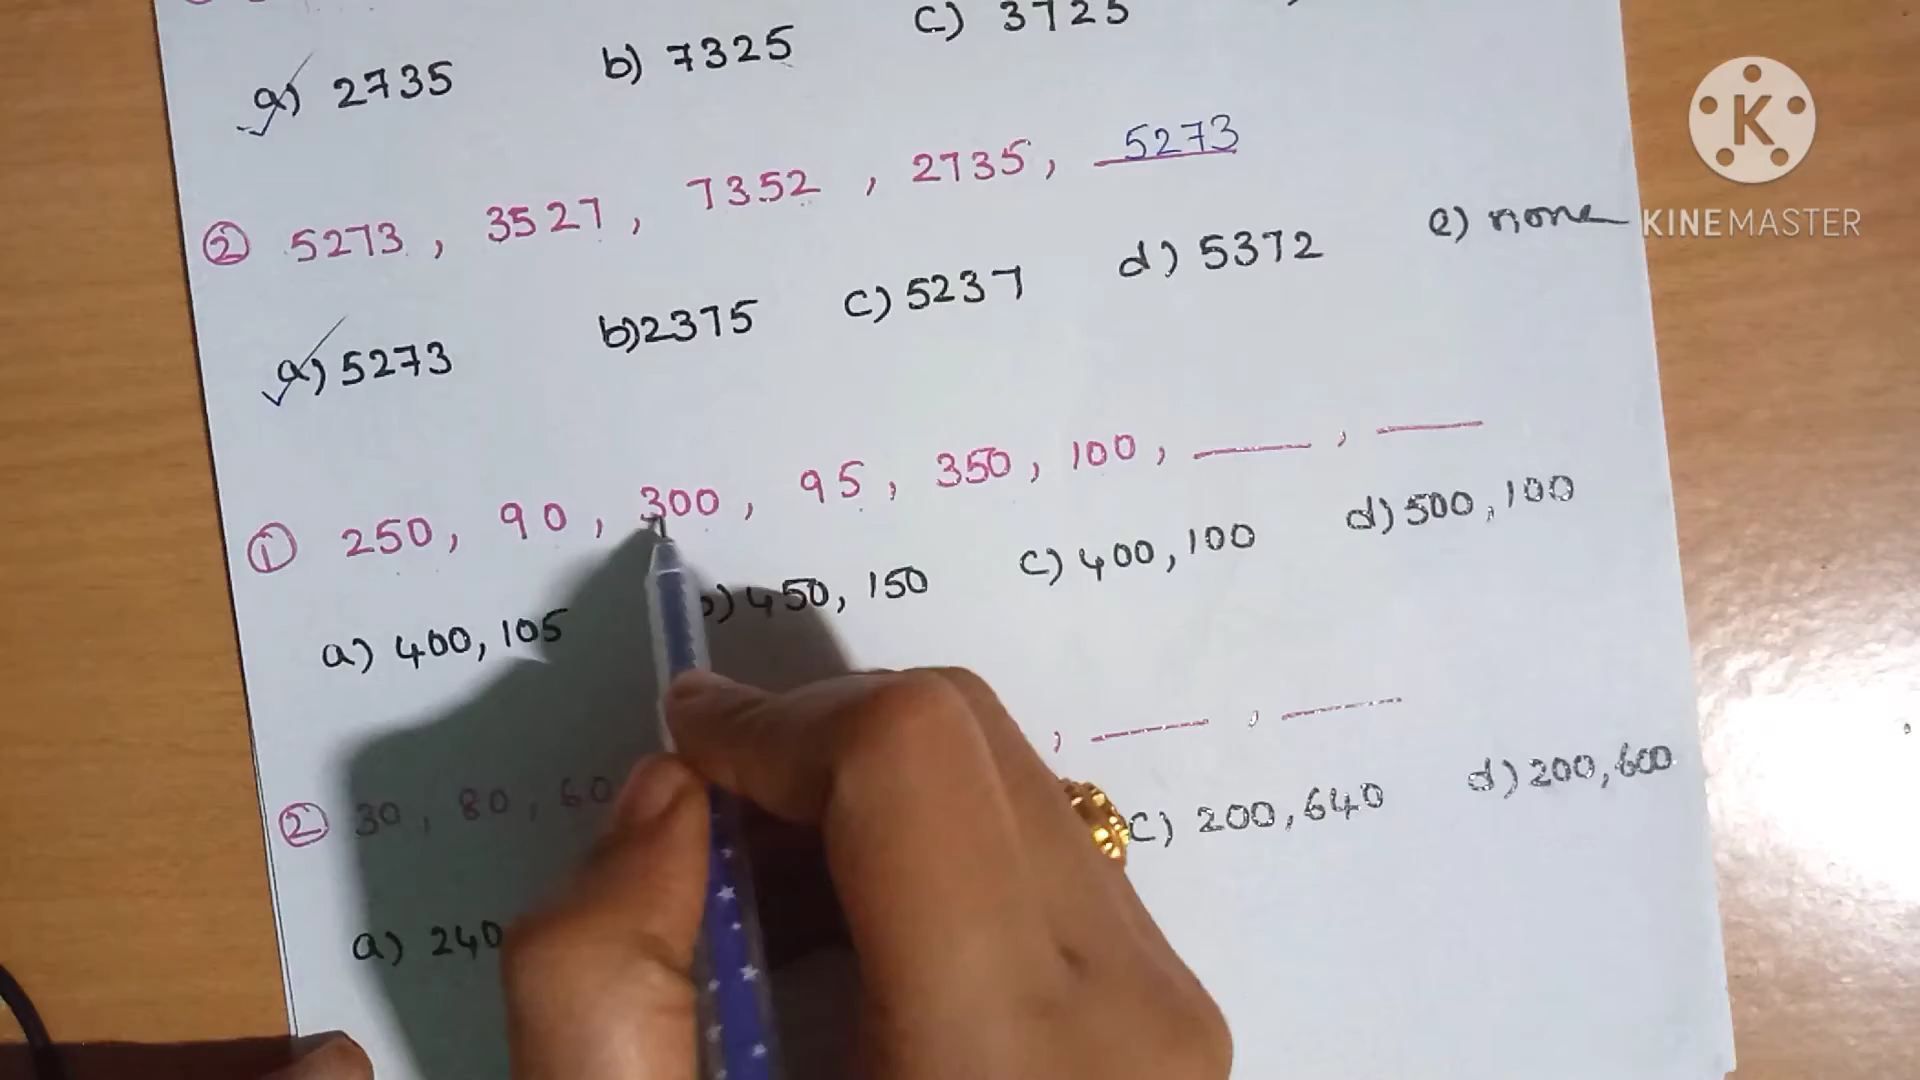 a) 2735 b) 7325 c) 3725
② 5273, 3527, 7352, 2735, 5273
a) 5273 b) 2375 c) 5237 d) 5372 e) none
① 250, 90, 300, 95, 350, 100, ____, ____
a) 400, 105 b) 450, 150 c) 400, 100 d) 500, 100
② 30, 80, 60 , ____, ____
a) 240 c) 200, 640 d) 200, 600
K
KINEMASTER